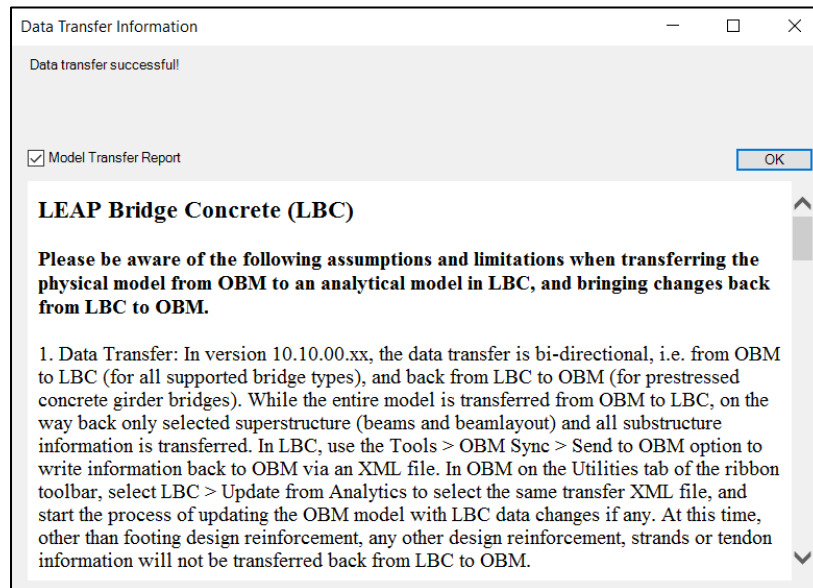 Data Transfer Information
Data transfer successful!
Model Transfer Report
OK
LEAP Bridge Concrete (LBC)
Please be aware of the following assumptions and limitations when transferring the
physical model from OBM to an analytical model in LBC, and bringing changes back
from LBC to OBM.
1. Data Transfer: In version 10.10.00.xx, the data transfer is bi-directional, i.e. from OBM
to LBC (for all supported bridge types), and back from LBC to OBM (for prestressed
concrete girder bridges). While the entire model is transferred from OBM to LBC, on the
way back only selected superstructure (beams and beamlayout) and all substructure
information is transferred. In LBC, use the Tools > OBM Sync > Send to OBM option to
write information back to OBM via an XML file. In OBM on the Utilities tab of the ribbon
toolbar, select LBC > Update from Analytics to select the same transfer XML file, and
start the process of updating the OBM model with LBC data changes if any. At this time,
other than footing design reinforcement, any other design reinforcement, strands or tendon
information will not be transferred back from LBC to OBM.